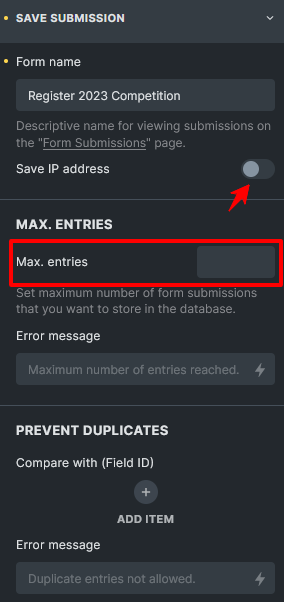 SAVE SUBMISSION
Form name
Register 2023 Competition
Descriptive name for viewing submissions on
the "Form Submissions" page.
Save IP address
MAX. ENTRIES
Max. entries
Set maximum number of form submissions
that you want to store in the database.
Error message
Maximum number of entries reached.
PREVENT DUPLICATES
Compare with (Field ID)
ADD ITEM
Error message
Duplicate entries not allowed.